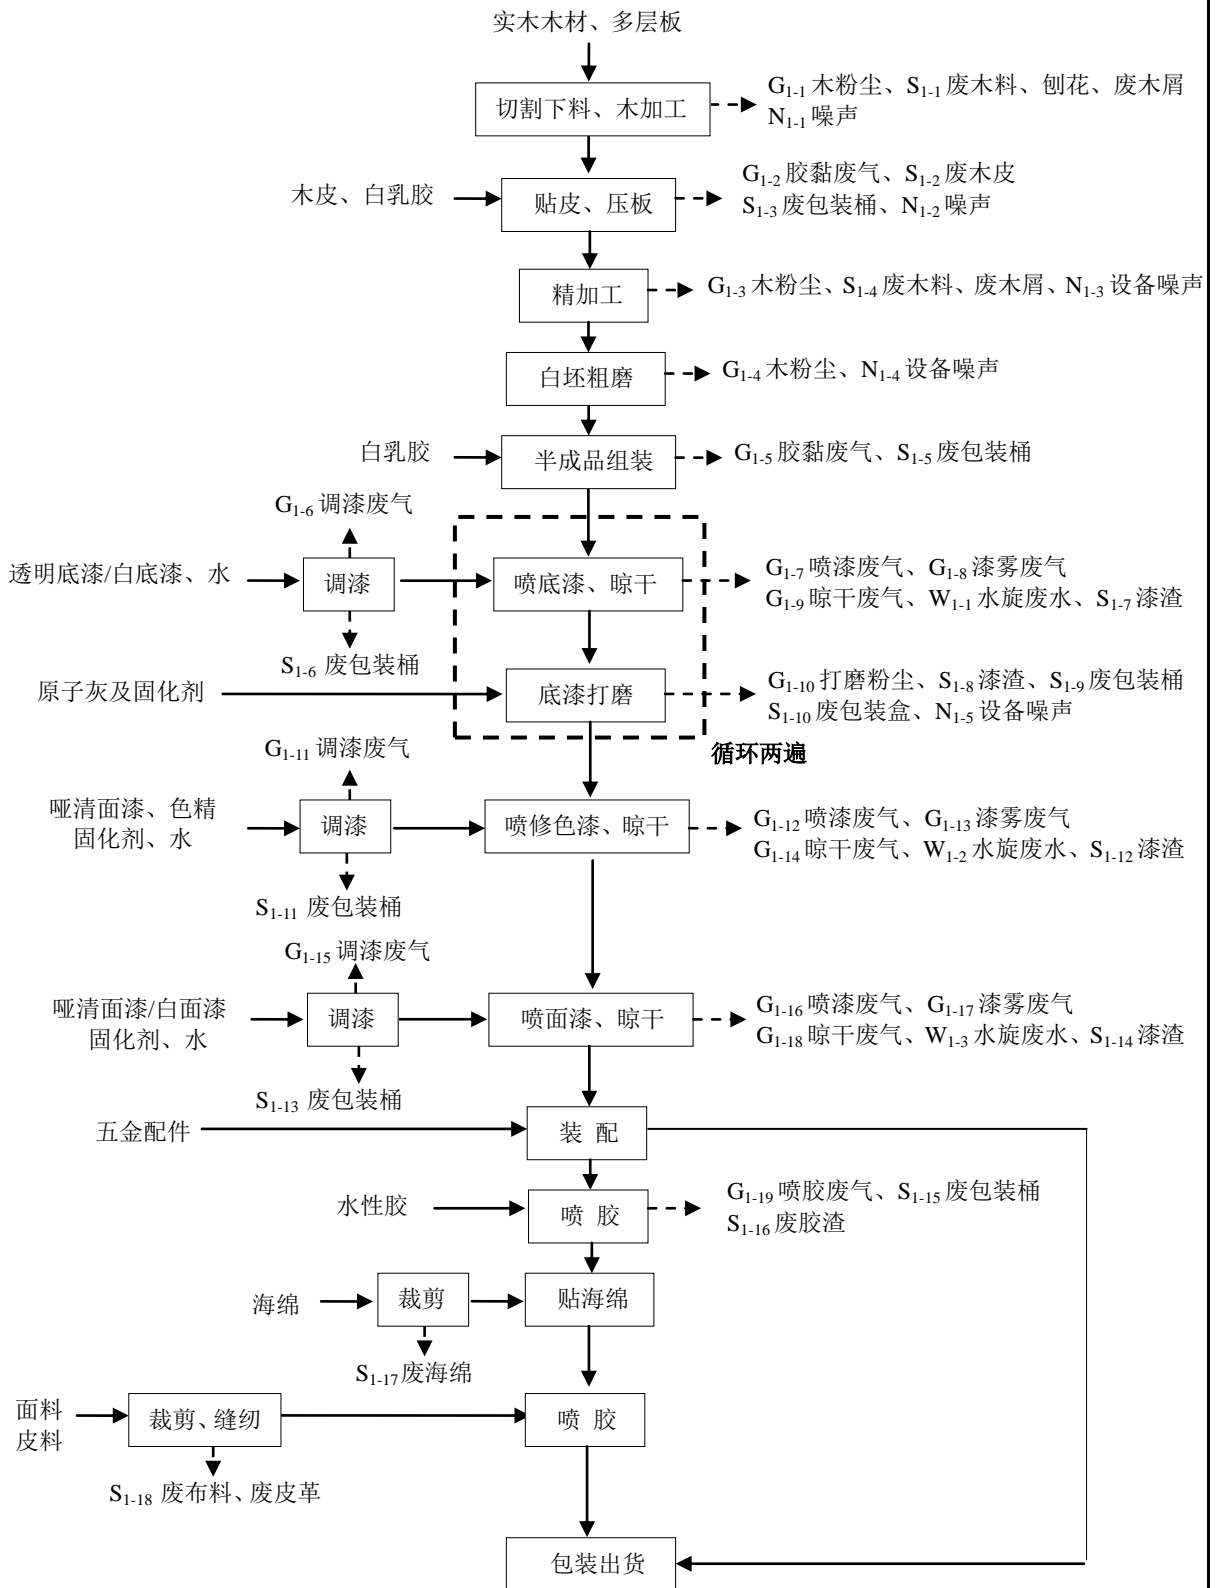 实木木材、多层板
切割下料、木加工
G1-1 木粉尘、S1-1 废木料、刨花、废木屑
N1-1 噪声
木皮、白乳胶
贴皮、压板
G1-2 胶黏废气、S1-2 废木皮
S1-3 废包装桶、N1-2 噪声
精加工
G1-3 木粉尘、S1-4 废木料、废木屑、N1-3 设备噪声
白坯粗磨
G1-4 木粉尘、N1-4 设备噪声
白乳胶
半成品组装
G1-5 胶黏废气、S1-5 废包装桶
G1-6 调漆废气
透明底漆/白底漆、水
调漆
喷底漆、晾干
G1-7 喷漆废气、G1-8 漆雾废气
G1-9 晾干废气、W1-1 水旋废水、S1-7 漆渣
S1-6 废包装桶
原子灰及固化剂
底漆打磨
G1-10 打磨粉尘、S1-8 漆渣、S1-9 废包装桶
S1-10 废包装盒、N1-5 设备噪声
循环两遍
G1-11 调漆废气
哑清面漆、色精
固化剂、水
调漆
喷修色漆、晾干
G1-12 喷漆废气、G1-13 漆雾废气
G1-14 晾干废气、W1-2 水旋废水、S1-12 漆渣
S1-11 废包装桶
G1-15 调漆废气
哑清面漆/白面漆
固化剂、水
调漆
喷面漆、晾干
G1-16 喷漆废气、G1-17 漆雾废气
G1-18 晾干废气、W1-3 水旋废水、S1-14 漆渣
S1-13 废包装桶
五金配件
装 配
水性胶
喷 胶
G1-19 喷胶废气、S1-15 废包装桶
S1-16 废胶渣
海绵
裁剪
贴海绵
S1-17 废海绵
面料
皮料
裁剪、缝纫
喷 胶
S1-18 废布料、废皮革
包装出货